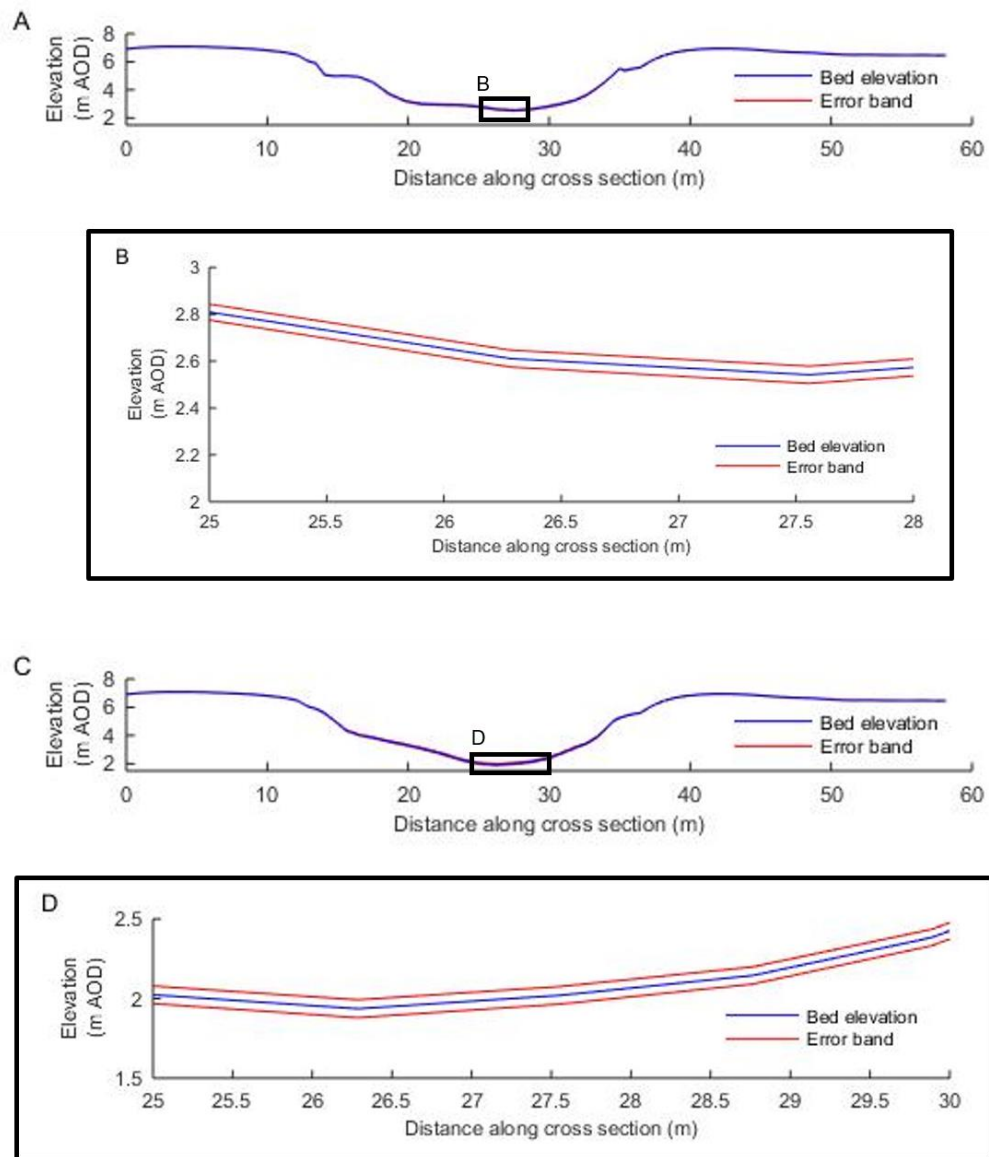 A
Elevation
(m AOD)
8
6
4
2
B
Bed elevation
Error band
0 10 20 30 40 50 60
Distance along cross section (m)
B
Elevation
(m AOD)
3
2.8
2.6
2.4
2.2
2
Bed elevation
Error band
25 25.5 26 26.5 27 27.5 28
Distance along cross section (m)
C
Elevation
(m AOD)
8
6
4
2
D
Bed elevation
Error band
0 10 20 30 40 50 60
Distance along cross section (m)
D
Elevation
(m AOD)
2.5
2
1.5
Bed elevation
Error band
25 25.5 26 26.5 27 27.5 28 28.5 29 29.5 30
Distance along cross section (m)